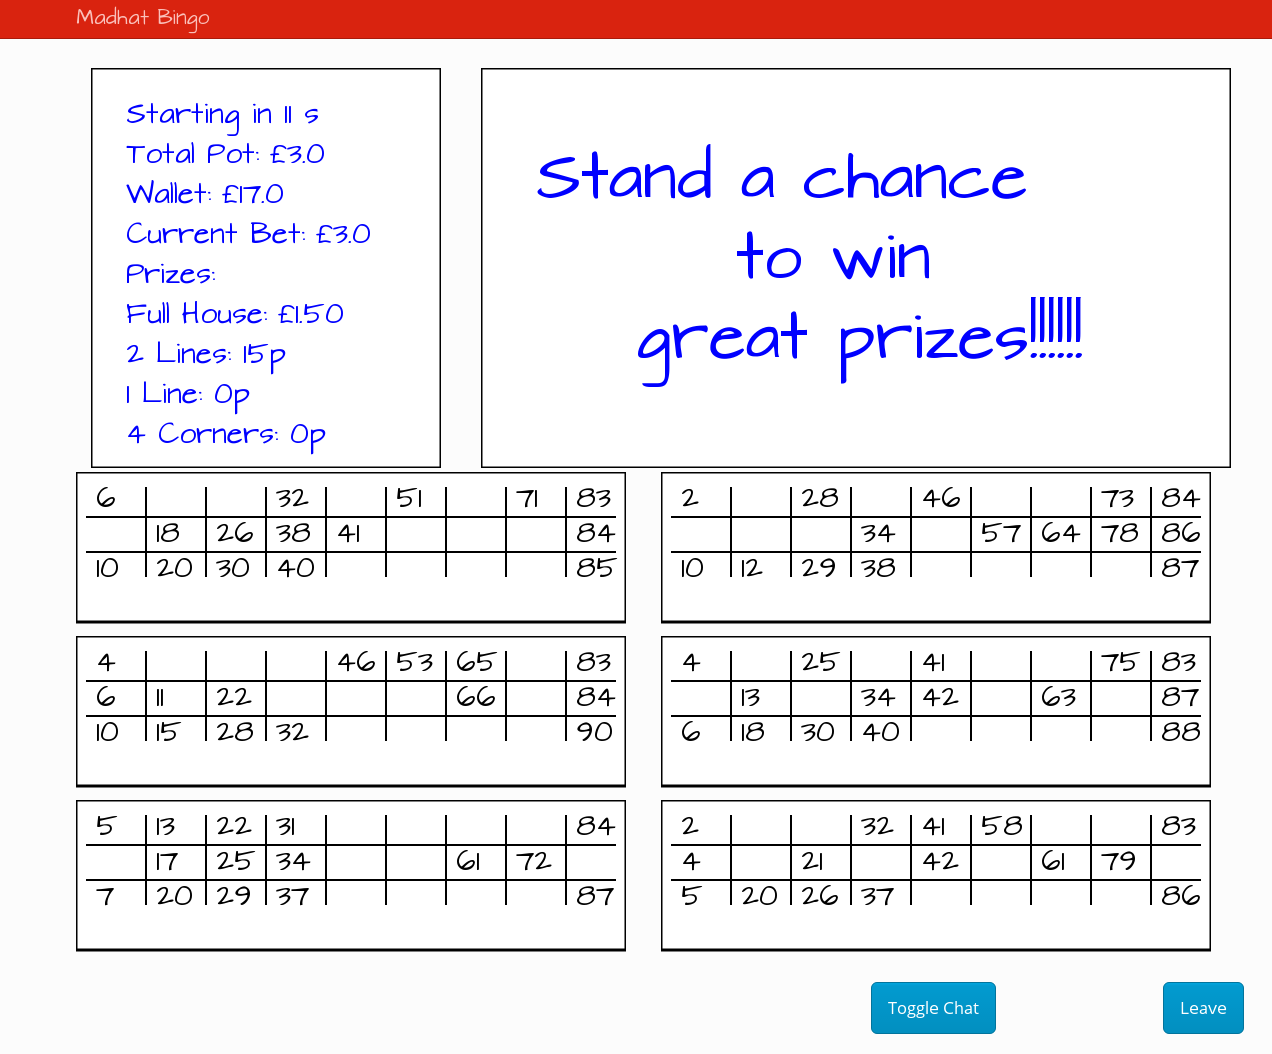 Madhat Bingo
Starting in 11 s
Total Pot: £3.0
Wallet: £17.0
Current Bet: £3.0
Prizes:
Full House: £1.50
2 Lines: 15p
1 Line: 0p
4 Corners: 0p
Stand a chance
to win
great prizes!!!!!!
6 32 51 71 83
18 26 38 41 84
10 20 30 40 85
2 28 46 73 84
34 57 64 78 86
10 12 29 38 87
4 46 53 65 83
6 11 22 66 84
10 15 28 32 90
4 25 41 75 83
13 34 42 63 87
6 18 30 40 88
5 13 22 31 84
17 25 34 61 72
7 20 29 37 87
2 32 41 58 83
4 21 42 61 79
5 20 26 37 86
Toggle Chat
Leave